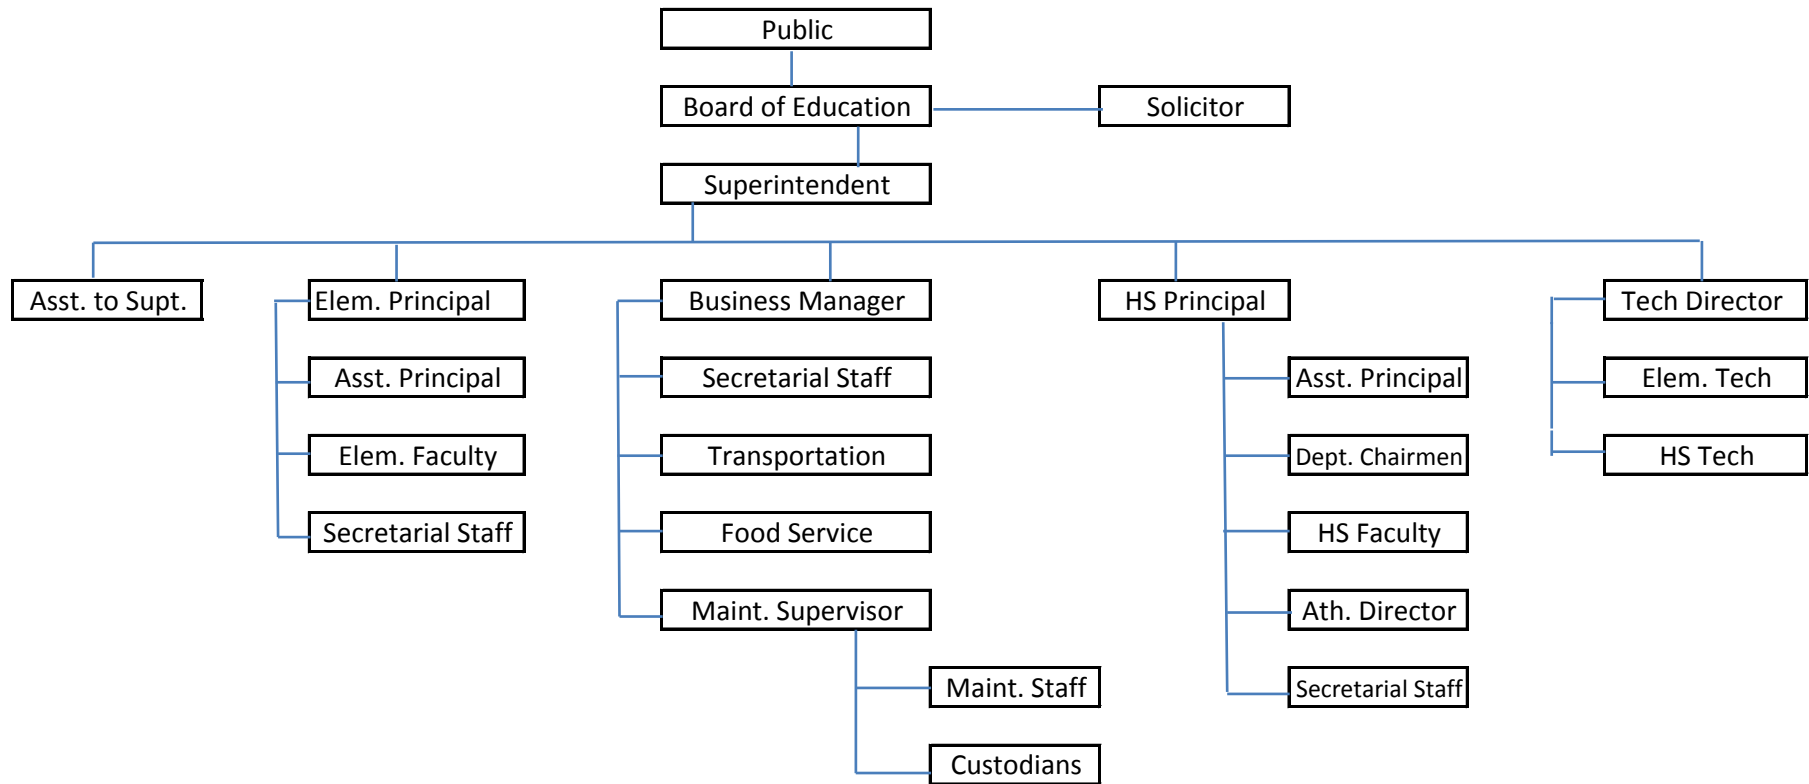 Public
Board of Education
Solicitor
Superintendent
Asst. to Supt.
Elem. Principal
Business Manager
HS Principal
Tech Director
Asst. Principal
Secretarial Staff
Asst. Principal
Elem. Tech
Elem. Faculty
Transportation
Dept. Chairmen
HS Tech
Secretarial Staff
Food Service
HS Faculty
Maint. Supervisor
Ath. Director
Maint. Staff
Secretarial Staff
Custodians